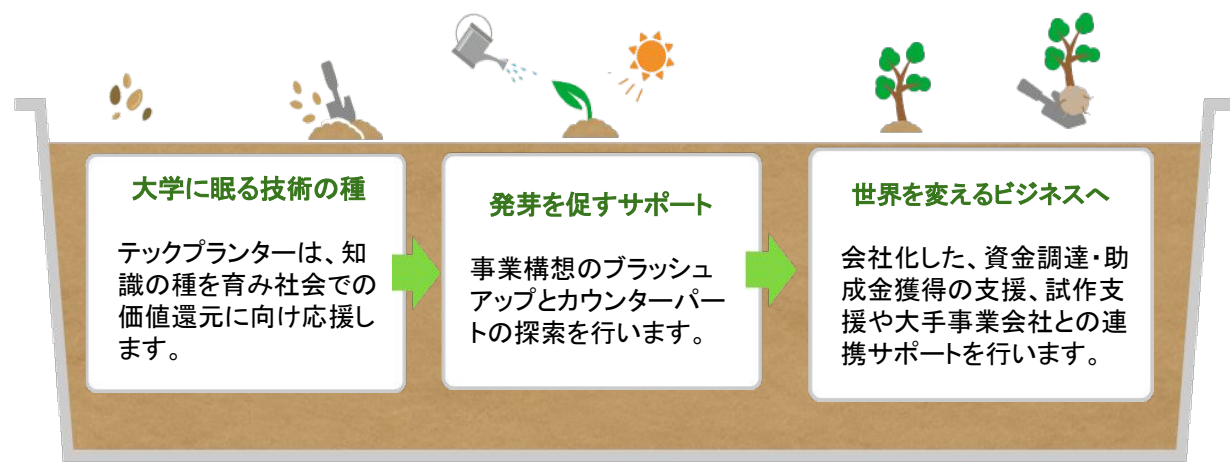 大学に眠る技術の種
テックプランターは、知
識の種を育み社会での
価値還元に向け応援し
ます。
発芽を促すサポート
事業構想のブラッシュ
アップとカウンターパー
トの探索を行います。
世界を変えるビジネスへ
会社化した、資金調達・助
成金獲得の支援、試作支
援や大手事業会社との連
携サポートを行います。